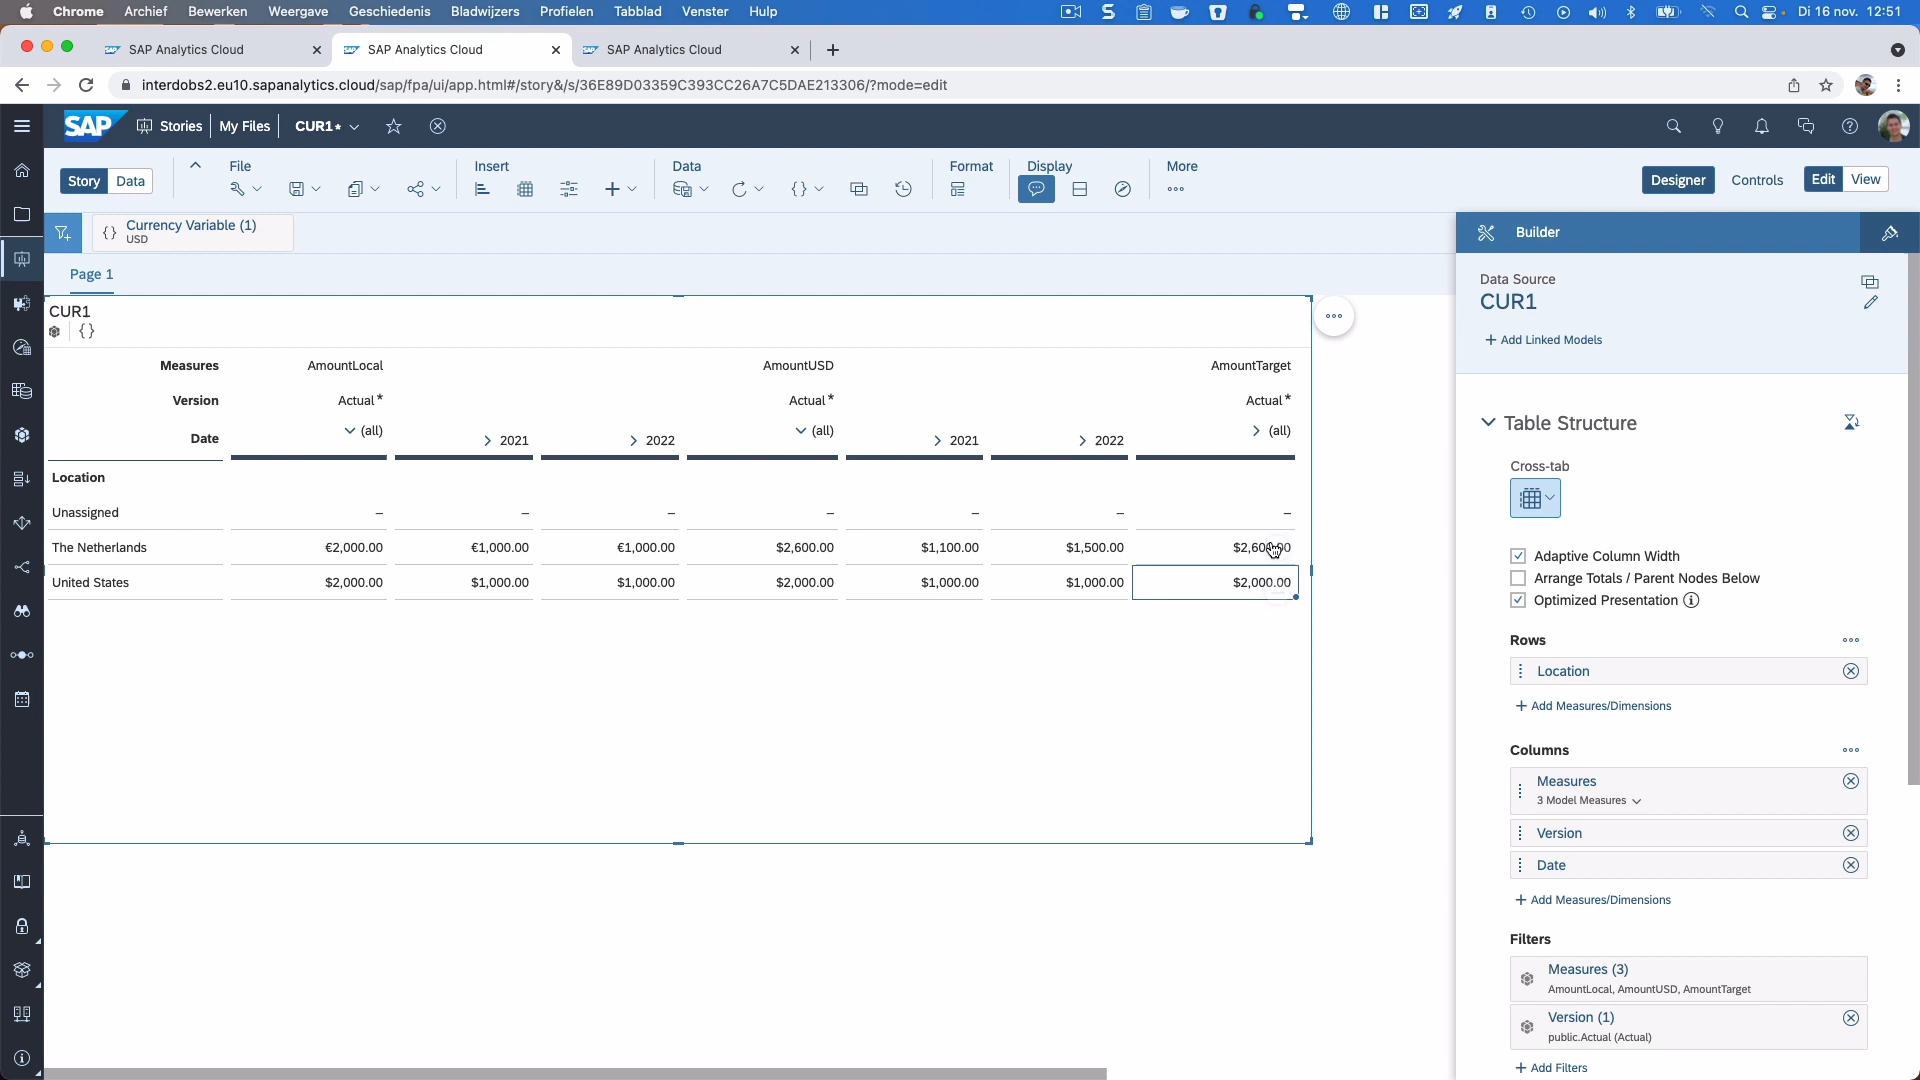 Chrome Archief Bewerken Weergave Geschiedenis Bladwijzers Profielen Tabblad Venster Hulp Di 16 nov. 12:51
SAP Analytics Cloud SAP Analytics Cloud SAP Analytics Cloud
interdobs2.eu10.sapanalytics.cloud/sap/fpa/ui/app.html#/story&/s/36E89D03359C393CC26A7C5DAE213306/?mode=edit
SAP Stories My Files CUR1*
File Insert Data Format Display More
Story Data Designer Controls Edit View
Currency Variable (1)
USD
Builder
Page 1
Data Source
CUR1
+ Add Linked Models
CUR1
Measures AmountLocal AmountUSD AmountTarget
Version Actual* Actual* Actual*
Date (all) 2021 2022 (all) 2021 2022 (all)
Location
Unassigned – – – – – – –
The Netherlands €2,000.00 €1,000.00 €1,000.00 $2,600.00 $1,100.00 $1,500.00 $2,600.00
United States $2,000.00 $1,000.00 $1,000.00 $2,000.00 $1,000.00 $1,000.00 $2,000.00
Table Structure
Cross-tab
Adaptive Column Width
Arrange Totals / Parent Nodes Below
Optimized Presentation
Rows
Location
+ Add Measures/Dimensions
Columns
Measures
3 Model Measures
Version
Date
+ Add Measures/Dimensions
Filters
Measures (3)
AmountLocal, AmountUSD, AmountTarget
Version (1)
public.Actual (Actual)
+ Add Filters